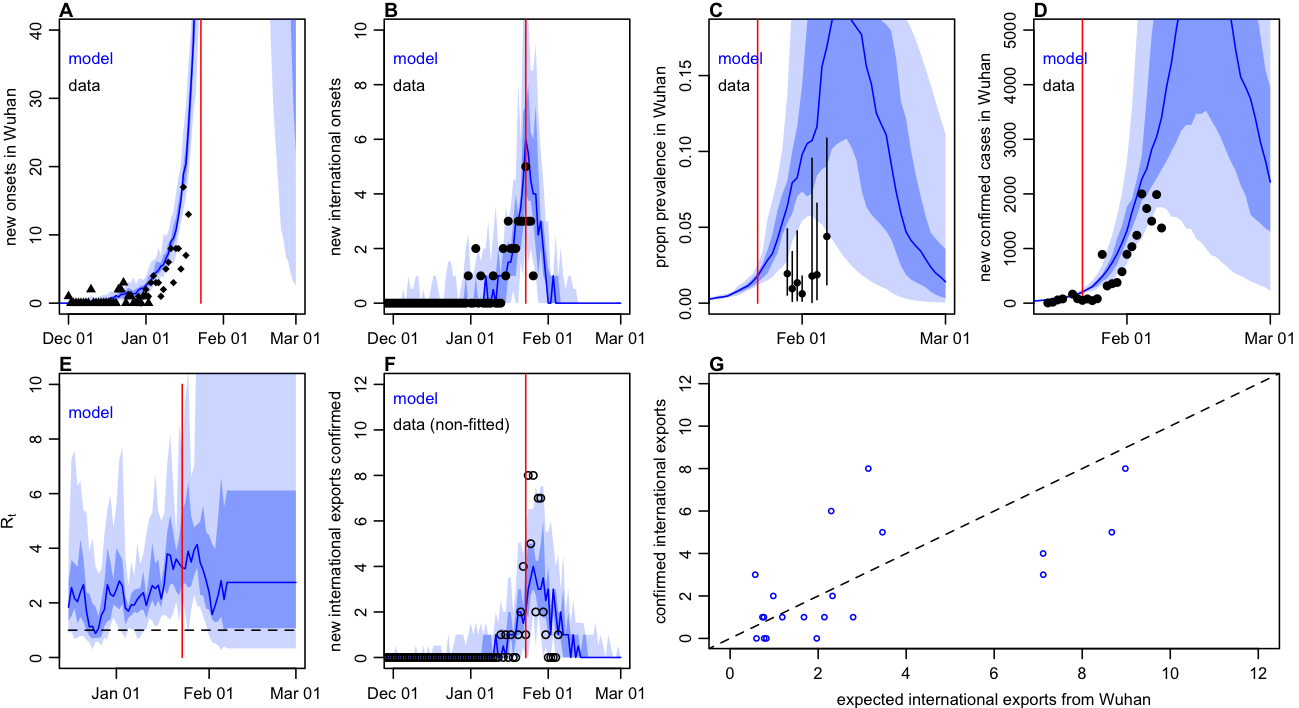 A
new onsets in Wuhan
40
30
20
10
0
model
data
Dec 01 Jan 01 Feb 01 Mar 01
B
new international onsets
10
8
6
4
2
0
model
data
Dec 01 Jan 01 Feb 01 Mar 01
C
propn prevalence in Wuhan
0.15
0.10
0.05
0.00
model
data
Feb 01 Mar 01
D
new confirmed cases in Wuhan
5000
4000
3000
2000
1000
0
model
data
Feb 01 Mar 01
E
Rt
10
8
6
4
2
0
model
Jan 01 Feb 01 Mar 01
F
new international exports confirmed
12
10
8
6
4
2
0
model
data (non-fitted)
Dec 01 Jan 01 Feb 01 Mar 01
G
confirmed international exports
12
10
8
6
4
2
0
0 2 4 6 8 10 12
expected international exports from Wuhan